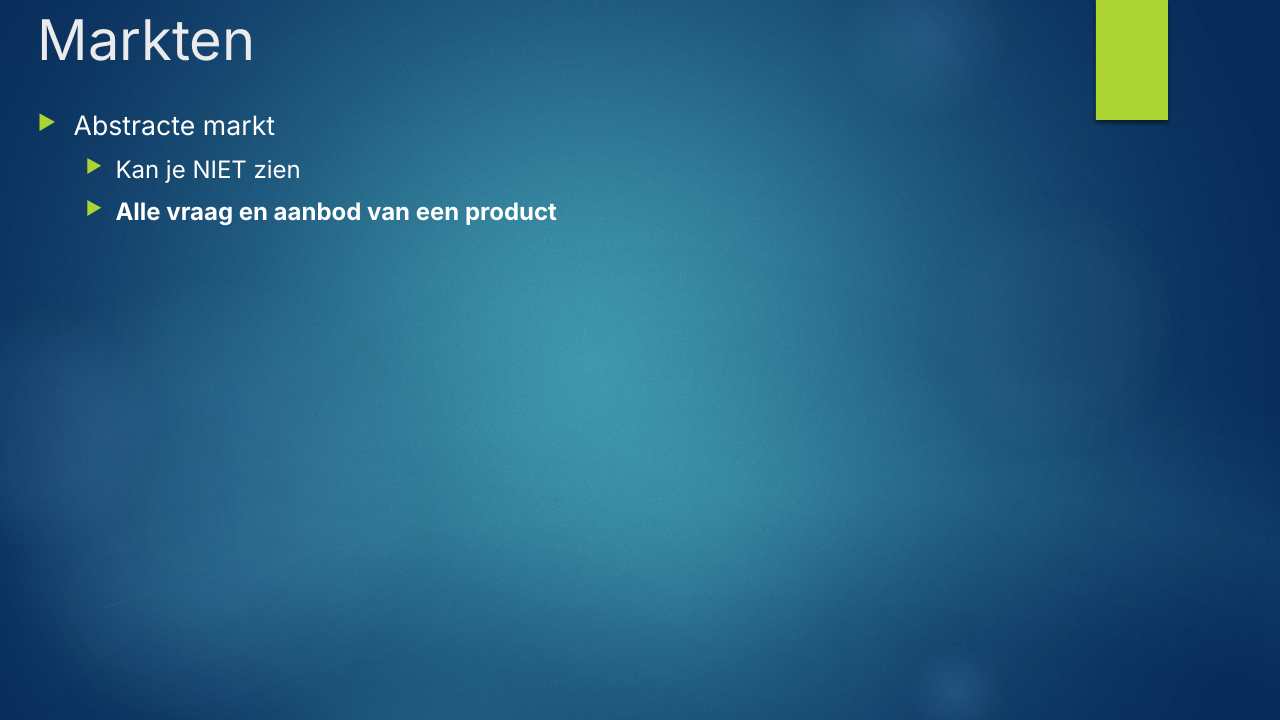 Markten
Abstracte markt
Kan je NIET zien
Alle vraag en aanbod van een product